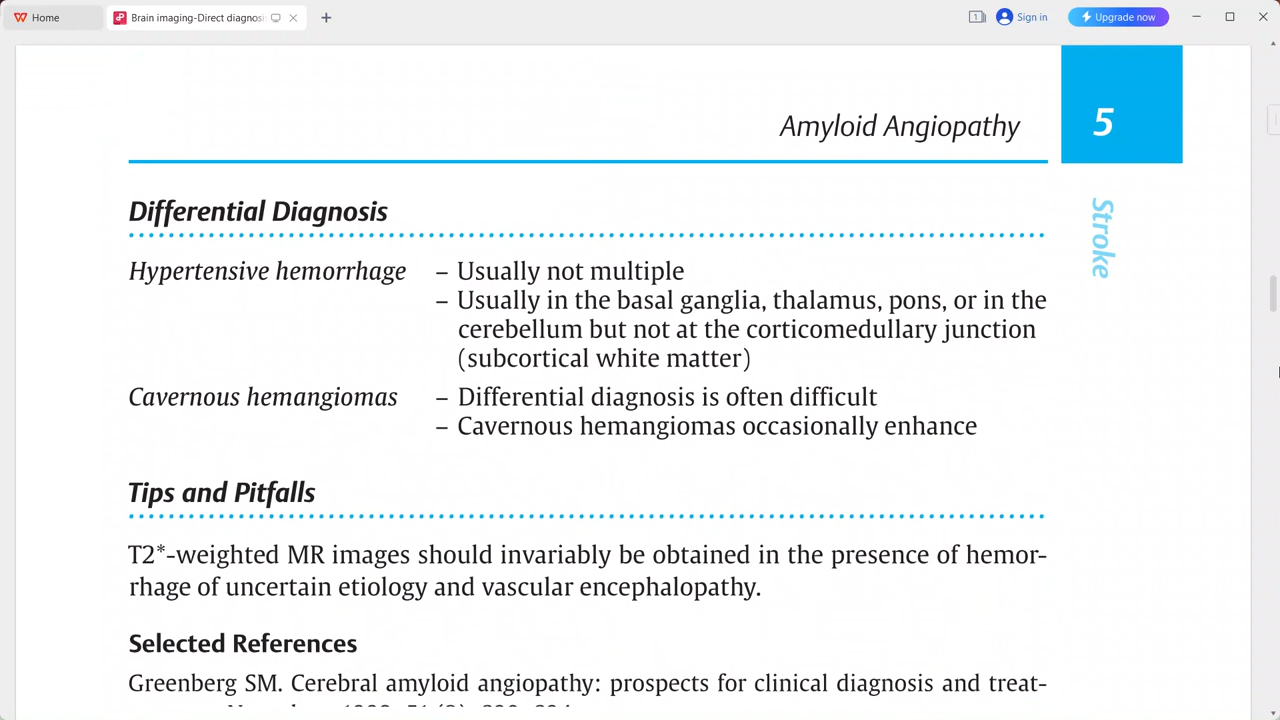 Home
Brain imaging-Direct diagnosi
1
Sign in
Upgrade now
Amyloid Angiopathy
5
Stroke
Differential Diagnosis
Hypertensive hemorrhage – Usually not multiple
– Usually in the basal ganglia, thalamus, pons, or in the
cerebellum but not at the corticomedullary junction
(subcortical white matter)
Cavernous hemangiomas – Differential diagnosis is often difficult
– Cavernous hemangiomas occasionally enhance
Tips and Pitfalls
T2*-weighted MR images should invariably be obtained in the presence of hemor-
rhage of uncertain etiology and vascular encephalopathy.
Selected References
Greenberg SM. Cerebral amyloid angiopathy: prospects for clinical diagnosis and treat-